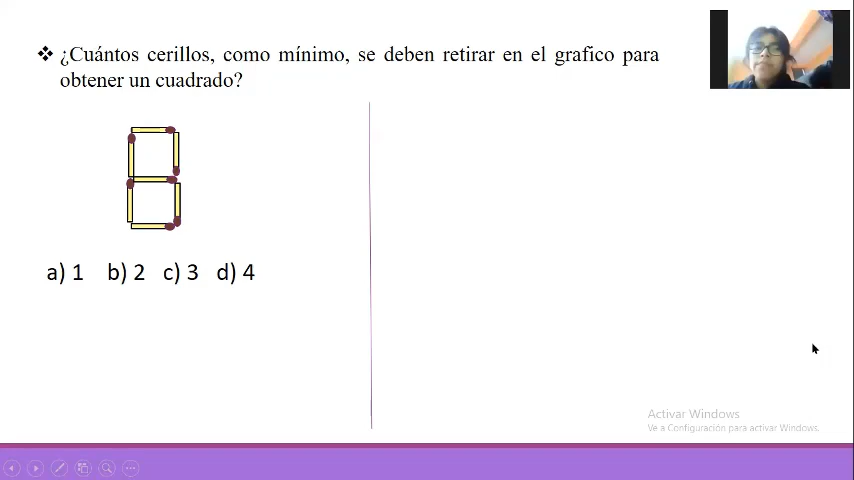 ❖ ¿Cuántos cerillos, como mínimo, se deben retirar en el grafico para
obtener un cuadrado?
a) 1 b) 2 c) 3 d) 4
Activar Windows
Ve a Configuración para activar Windows.